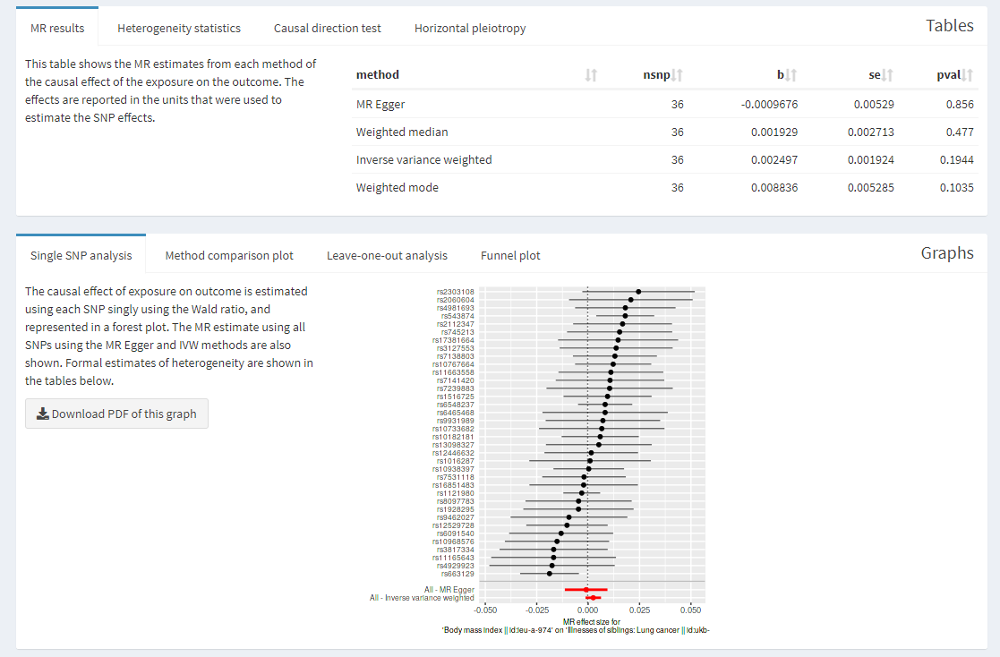 MR results Heterogeneity statistics Causal direction test Horizontal pleiotropy Tables
This table shows the MR estimates from each method of
the causal effect of the exposure on the outcome. The
effects are reported in the units that were used to
estimate the SNP effects.
method nsnp b se pval
MR Egger 36 -0.0009676 0.00529 0.856
Weighted median 36 0.001929 0.002713 0.477
Inverse variance weighted 36 0.002497 0.001924 0.1944
Weighted mode 36 0.008836 0.005285 0.1035
Single SNP analysis Method comparison plot Leave-one-out analysis Funnel plot Graphs
The causal effect of exposure on outcome is estimated
using each SNP singly using the Wald ratio, and
represented in a forest plot. The MR estimate using all
SNPs using the MR Egger and IVW methods are also
shown. Formal estimates of heterogeneity are shown in
the tables below.
Download PDF of this graph
rs2303108
rs2060604
rs4981693
rs543874
rs2112347
rs745213
rs17381664
rs3127553
rs7138803
rs10767664
rs11663558
rs7141420
rs7239883
rs1516725
rs6548237
rs6465468
rs9931989
rs10733682
rs10182181
rs13098327
rs12446632
rs1016287
rs10938397
rs7531118
rs16851483
rs1121980
rs8097783
rs1928295
rs9462027
rs12529728
rs6091540
rs10968576
rs3817334
rs11165643
rs4929923
rs663129
All - MR Egger
All - Inverse variance weighted
-0.050 -0.025 0.000 0.025 0.050
MR effect size for
'Body mass index || id:ieu-a-974' on 'Illnesses of siblings: Lung cancer || id:ukb-